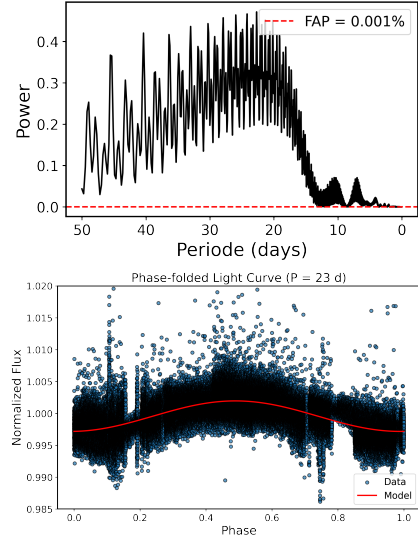 FAP = 0.001%
Power
0.4
0.3
0.2
0.1
0.0
50 40 30 20 10 0
Periode (days)
Phase-folded Light Curve (P = 23 d)
Normalized Flux
1.020
1.015
1.010
1.005
1.000
0.995
0.990
0.985
Data
Model
0.0 0.2 0.4 0.6 0.8 1.0
Phase